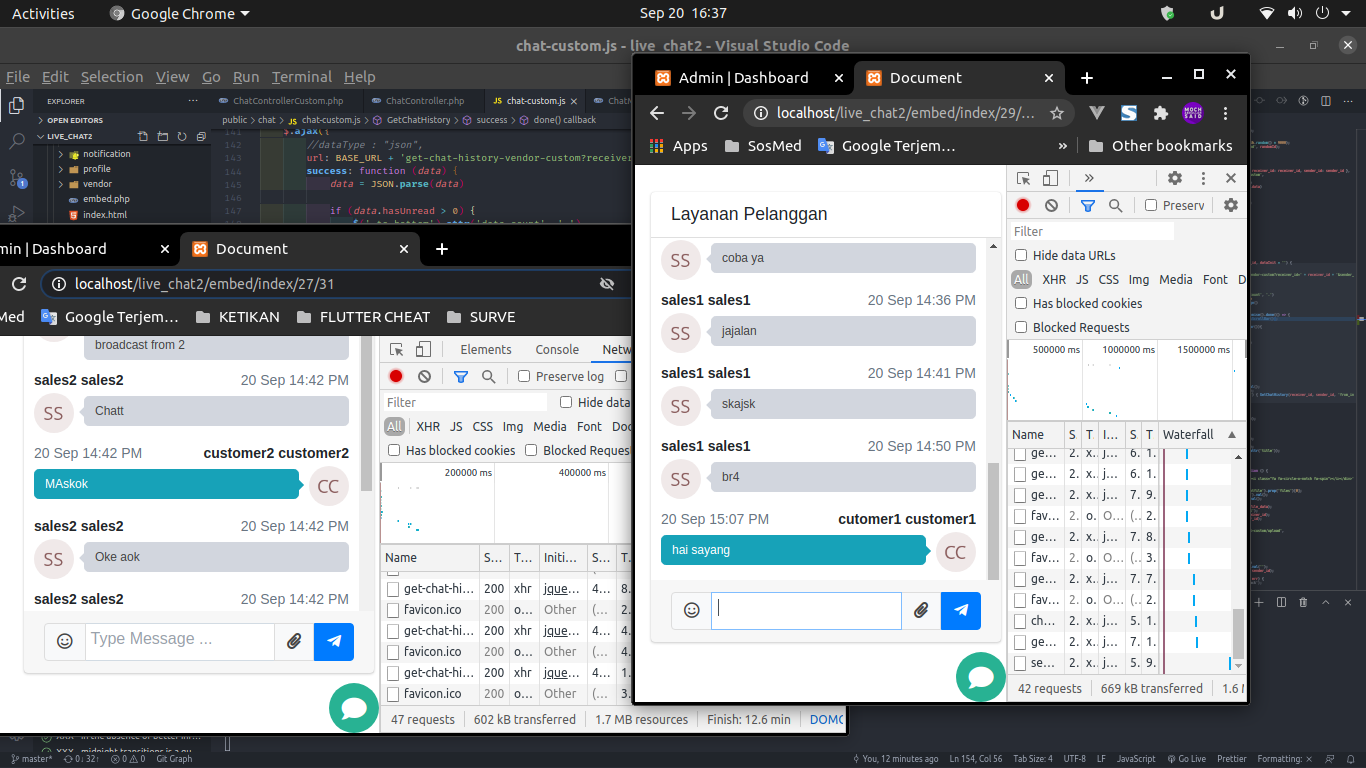 Activities
Google Chrome
Sep 20 16:37
chat-custom.js - live_chat2 - Visual Studio Code
File Edit Selection View Go Run Terminal Help
EXPLORER
OPEN EDITORS
LIVE_CHAT2
notification
profile
vendor
embed.php
index.html
ChatControllerCustom.php
ChatController.php
chat-custom.js
public > chat > chat-custom.js > GetChatHistory > success > done() callback
141 $.ajax({
142 //dataType : "json",
143 url: BASE_URL + 'get-chat-history-vendor-custom?receiver
144 success: function (data) {
145 data = JSON.parse(data)
146
147 if (data.hasUnread > 0) {
min | Dashboard
Document
localhost/live_chat2/embed/index/27/31
Med
Google Terjem...
KETIKAN
FLUTTER CHEAT
SURVE
broadcast from 2
sales2 sales2 20 Sep 14:42 PM
SS
Chatt
20 Sep 14:42 PM customer2 customer2
MAskok
CC
sales2 sales2 20 Sep 14:42 PM
SS
Oke aok
sales2 sales2 20 Sep 14:42 PM
Type Message ...
Elements Console Netw
Preserve log
Filter
Hide data
All XHR JS CSS Img Media Font Doc
Has blocked cookies
Blocked Reques
200000 ms 400000 ms
Name S... T... Initi... S... T.
get-chat-hi... 200 xhr jque... 4... 8.
favicon.ico 200 o... Other (... 2.
get-chat-hi... 200 xhr jque... 4... 4.
favicon.ico 200 o... Other (... 4.
get-chat-hi... 200 xhr jque... 4... 1.
favicon.ico 200 o... Other (... 3.
47 requests 602 kB transferred 1.7 MB resources Finish: 12.6 min DOMC
Admin | Dashboard
Document
localhost/live_chat2/embed/index/29/...
MOCH SAID
Apps
SosMed
Google Terjem...
»
Other bookmarks
Layanan Pelanggan
SS
coba ya
sales1 sales1 20 Sep 14:36 PM
SS
jajalan
sales1 sales1 20 Sep 14:41 PM
SS
skajsk
sales1 sales1 20 Sep 14:50 PM
SS
br4
20 Sep 15:07 PM cutomer1 customer1
hai sayang
CC
»
Preserv
Filter
Hide data URLs
All XHR JS CSS Img Media Font D
Has blocked cookies
Blocked Requests
500000 ms 1000000 ms 1500000 ms
Name S T I... S T Waterfall
ge... 2. x. j... 6. 1.
ge... 2. x. j... 6. 1.
ge... 2. x. j... 7. 9.
fav... 2. o. O... (... 2.
ge... 2. x. j... 7. 8.
fav... 2. o. O... (... 3.
ge... 2. x. j... 7. 7.
fav... 2. o. O... (... 2.
ch... 2. x. j... 5. 1.
ge... 2. x. j... 7. 1.
se... 2. x. j... 5. 9.
42 requests 669 kB transferred 1.6 M
master* 0↓ 32↑ 0 0 Git Graph
You, 12 minutes ago Ln 154, Col 56 Tab Size: 4 UTF-8 LF JavaScript Go Live Prettier Formatting: ×